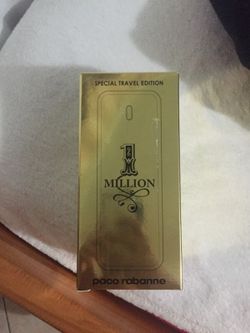 SPECIAL TRAVEL EDITION
1
MILLION
paco rabanne